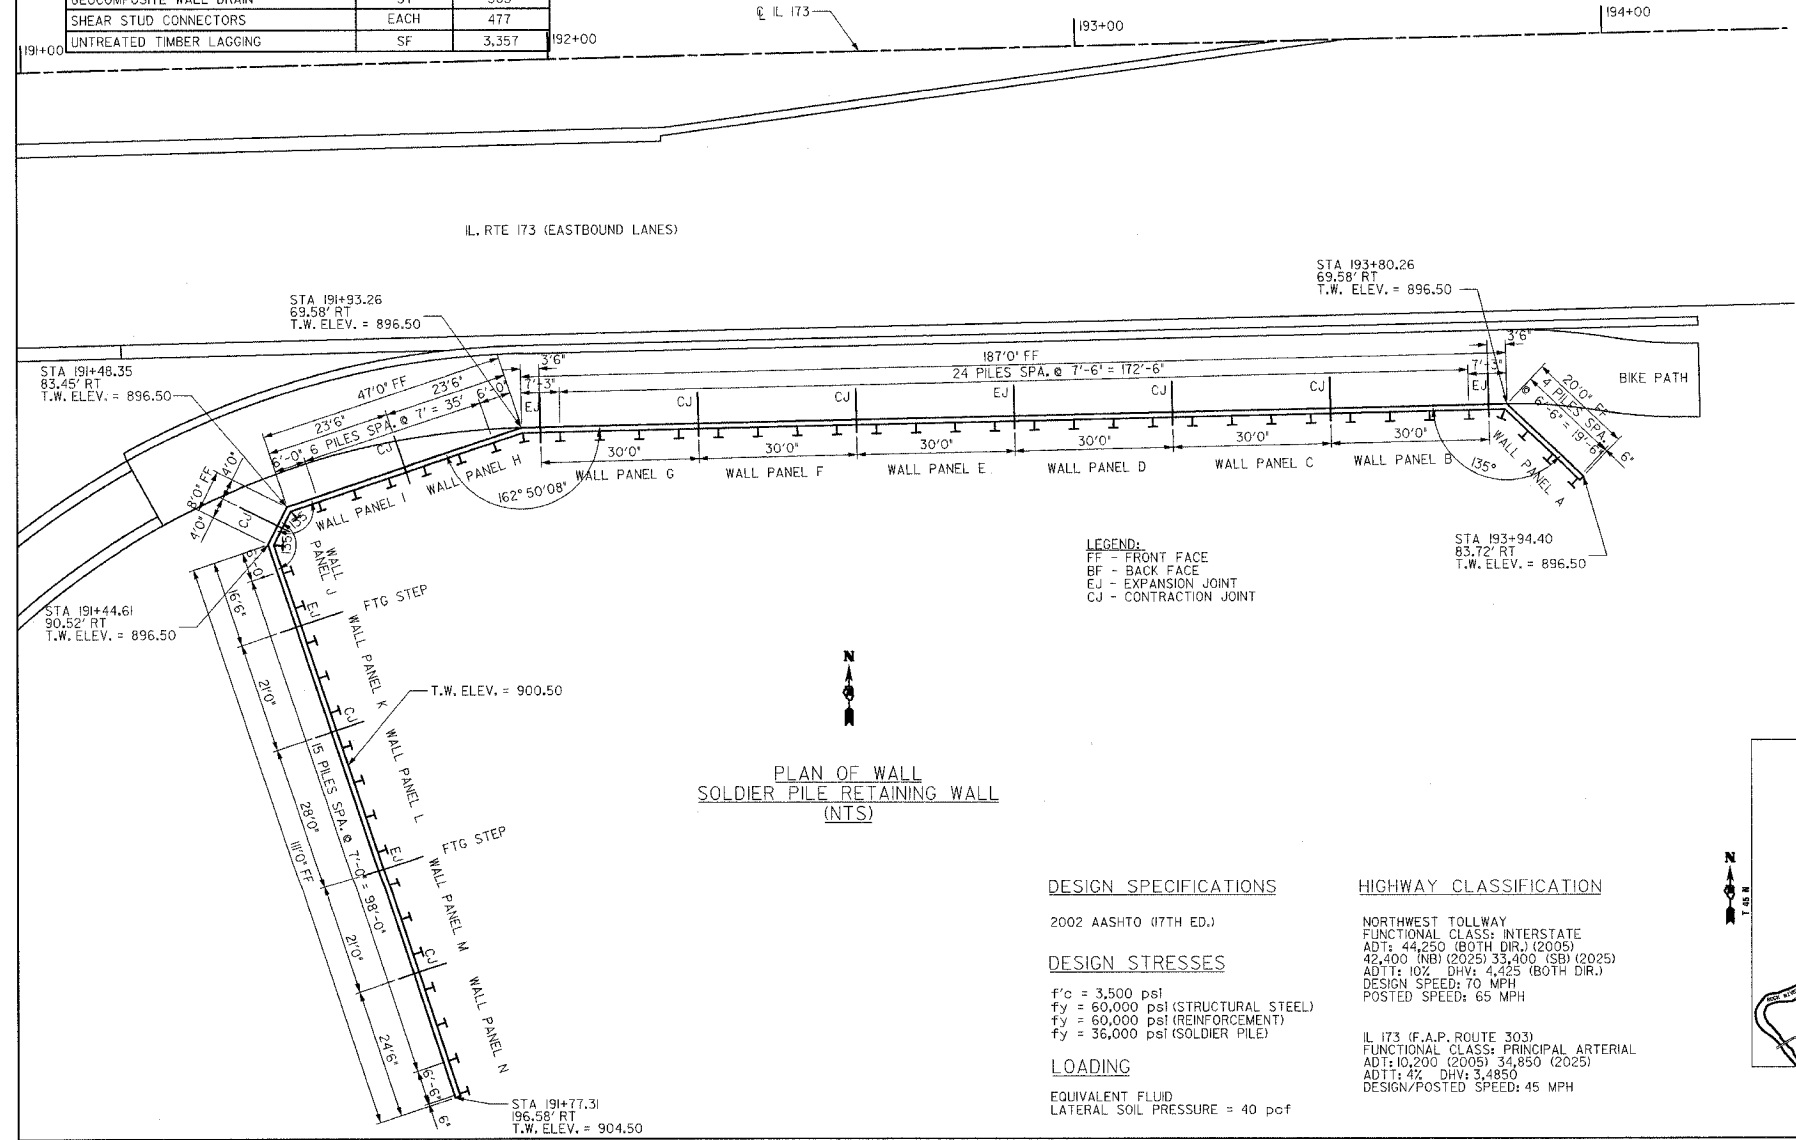 GEOCOMPOSITE WALL DRAIN SY
SHEAR STUD CONNECTORS EACH 477
UNTREATED TIMBER LAGGING SF 3,357
191+00
192+00
℄ IL 173
193+00
194+00
IL. RTE 173 (EASTBOUND LANES)
STA 191+93.26
69.58' RT
T.W. ELEV. = 896.50
STA 193+80.26
69.58' RT
T.W. ELEV. = 896.50
STA 191+48.35
83.45' RT
T.W. ELEV. = 896.50
3'6"
187'0" FF
3'6"
24 PILES SPA. @ 7'-6" = 172'-6"
7'-3"
7'-3"
47'0" FF
23'6"
23'6"
6'-0"
6 PILES SPA. @ 7' = 35'
6'-0"
EJ
CJ
CJ
EJ
CJ
CJ
EJ
CJ
20'0" FF
4 PILES SPA.
@ 6'-6" = 19'-6"
6"
BIKE PATH
30'0"
30'0"
30'0"
30'0"
30'0"
30'0"
WALL PANEL G
WALL PANEL F
WALL PANEL E
WALL PANEL D
WALL PANEL C
WALL PANEL B
WALL PANEL A
135°
WALL PANEL H
162° 50'08"
WALL PANEL I
8'0" FF
4'0"
4'0"
CJ
135°
135°
WALL
PANEL J
6'-0"
16'6"
EJ
FTG STEP
STA 191+44.61
90.52' RT
T.W. ELEV. = 896.50
STA 193+94.40
83.72' RT
T.W. ELEV. = 896.50
LEGEND:
FF - FRONT FACE
BF - BACK FACE
EJ - EXPANSION JOINT
CJ - CONTRACTION JOINT
WALL PANEL K
21'0"
T.W. ELEV. = 900.50
CJ
N
WALL PANEL L
15 PILES SPA. @ 7'-0" = 98'-0"
28'0"
111'0" FF
PLAN OF WALL
SOLDIER PILE RETAINING WALL
(NTS)
EJ
FTG STEP
WALL PANEL M
21'0"
CJ
WALL PANEL N
24'6"
6'-6"
6"
STA 191+77.31
196.58' RT
T.W. ELEV. = 904.50
DESIGN SPECIFICATIONS
2002 AASHTO (17TH ED.)
DESIGN STRESSES
f'c = 3,500 psi
fy = 60,000 psi (STRUCTURAL STEEL)
fy = 60,000 psi (REINFORCEMENT)
fy = 36,000 psi (SOLDIER PILE)
LOADING
EQUIVALENT FLUID
LATERAL SOIL PRESSURE = 40 pcf
HIGHWAY CLASSIFICATION
NORTHWEST TOLLWAY
FUNCTIONAL CLASS: INTERSTATE
ADT: 44,250 (BOTH DIR.) (2005)
42,400 (NB) (2025) 33,400 (SB) (2025)
ADTT: 10% DHV: 4,425 (BOTH DIR.)
DESIGN SPEED: 70 MPH
POSTED SPEED: 65 MPH
IL 173 (F.A.P. ROUTE 303)
FUNCTIONAL CLASS: PRINCIPAL ARTERIAL
ADT: 10,200 (2005) 34,850 (2025)
ADTT: 4% DHV: 3,4850
DESIGN/POSTED SPEED: 45 MPH
N
T 45 N